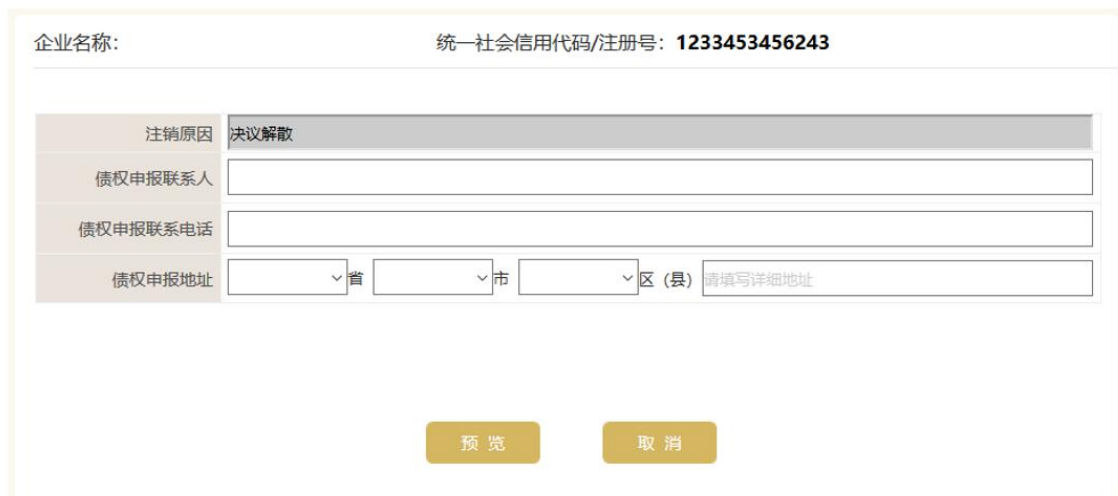 企业名称： 统一社会信用代码/注册号：1233453456243
注销原因 决议解散
债权申报联系人
债权申报联系电话
债权申报地址 省 市 区（县） 请填写详细地址
预 览 取 消